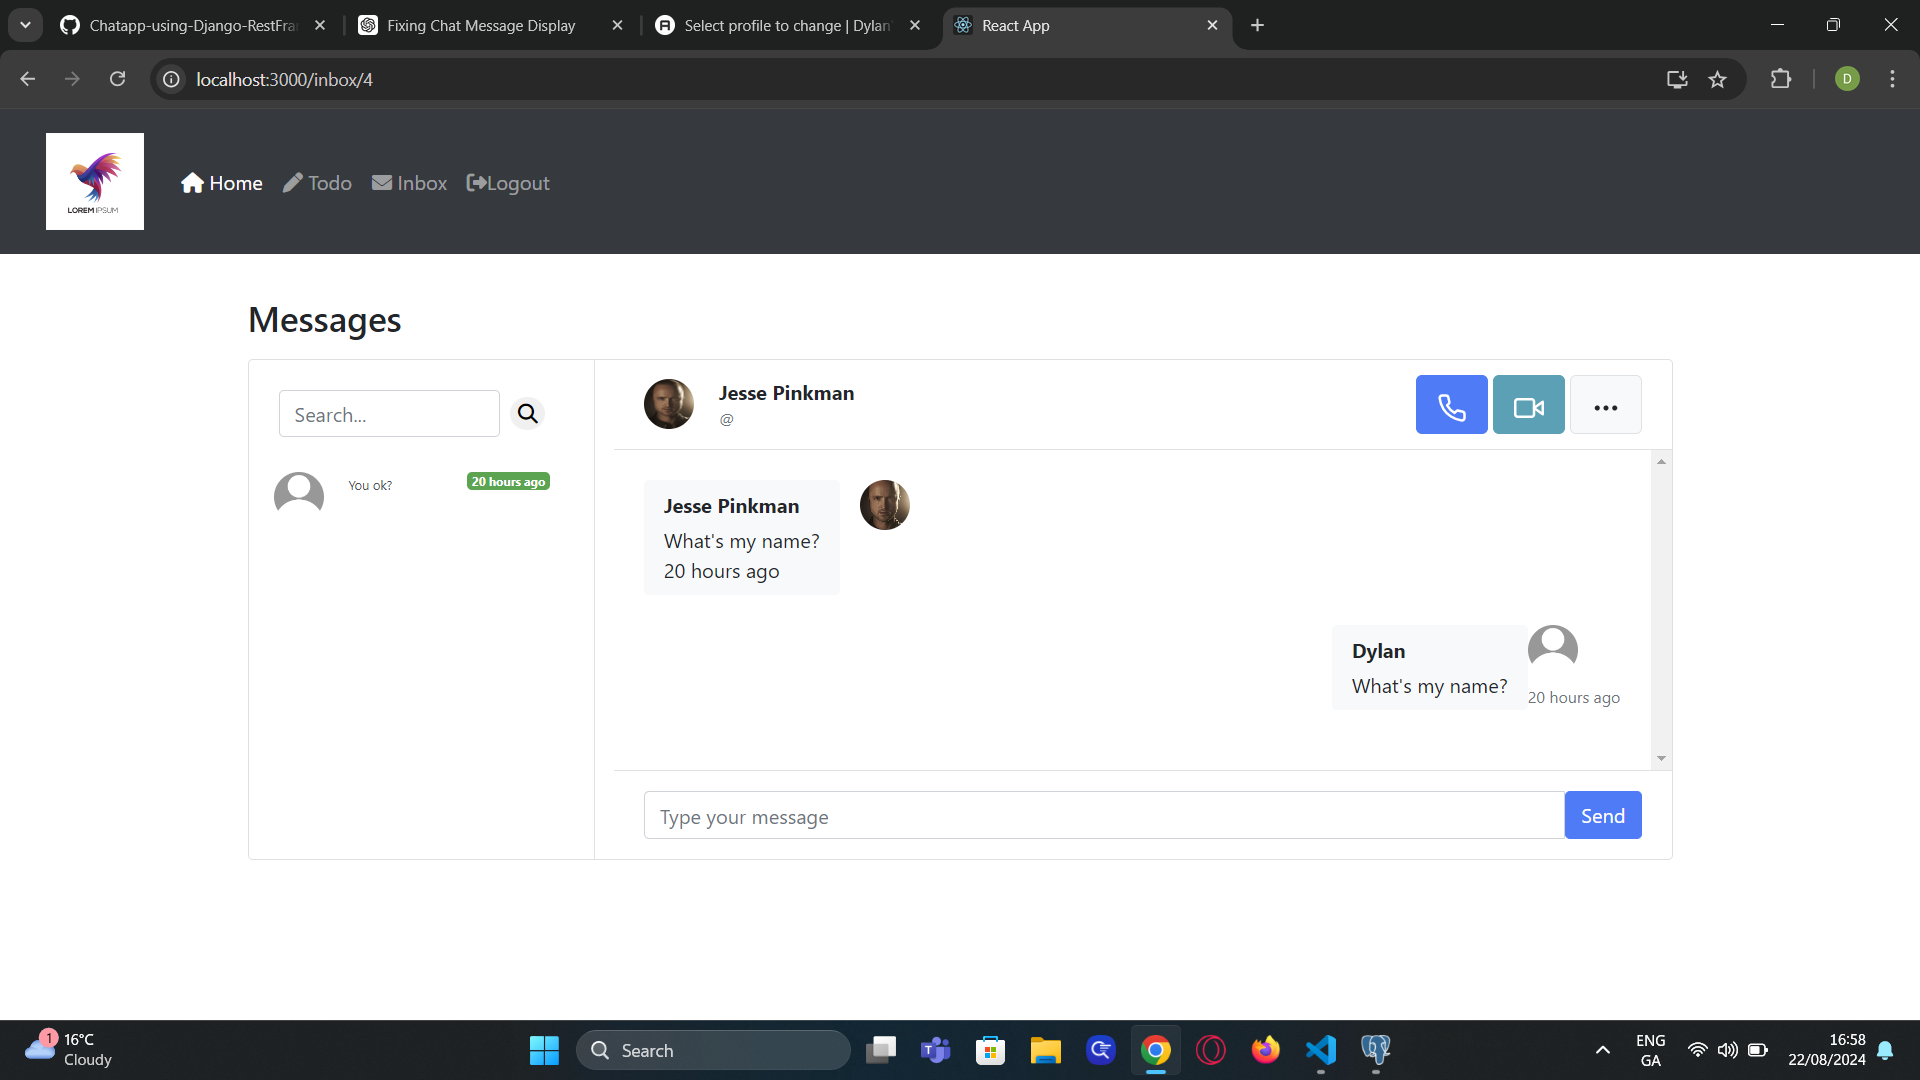 Chatapp-using-Django-RestFra
Fixing Chat Message Display
Select profile to change | Dylan
React App
localhost:3000/inbox/4
D
LOREM IPSUM
Home
Todo
Inbox
Logout
Messages
Search...
You ok?
20 hours ago
Jesse Pinkman
@
Jesse Pinkman
What's my name?
20 hours ago
Dylan
What's my name?
20 hours ago
Type your message
Send
1
16°C
Cloudy
Search
ENG
GA
16:58
22/08/2024